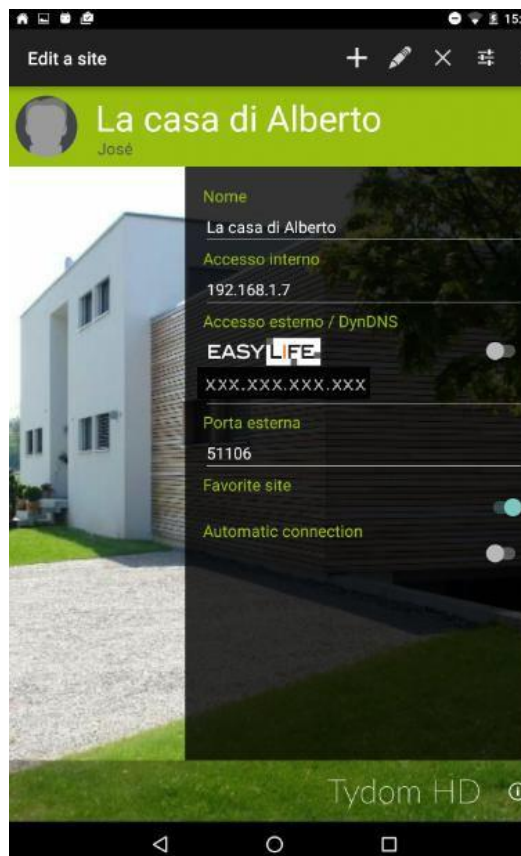 15:
Edit a site
La casa di Alberto
José
Nome
La casa di Alberto
Accesso interno
192.168.1.7
Accesso esterno / DynDNS
EASYLIFE
xxx.xxx.xxx.xxx
Porta esterna
51106
Favorite site
Automatic connection
Tydom HD